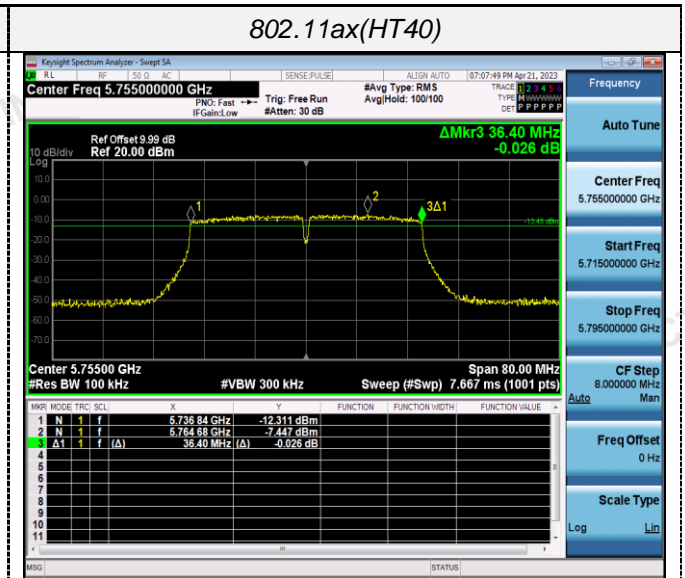 802.11ax(HT40)
Keysight Spectrum Analyzer - Swept SA
RL RF 50 Ω AC SENSE:PULSE ALIGN AUTO 07:07:49 PM Apr 21, 2023
Center Freq 5.755000000 GHz #Avg Type: RMS TRACE 1 2 3 4 5 6
PNO: Fast Trig: Free Run Avg|Hold: 100/100 TYPE M WWWWW
IFGain:Low #Atten: 30 dB DET P P P P P P
Frequency
Auto Tune
Ref Offset 9.99 dB ΔMkr3 36.40 MHz
10 dB/div Ref 20.00 dBm -0.026 dB
Log
10.0
0.00
-10.0
-20.0
-30.0
-40.0
-50.0
-60.0
-70.0
1
2
3Δ1
-13.45 dBm
Center Freq
5.755000000 GHz
Start Freq
5.715000000 GHz
Stop Freq
5.795000000 GHz
Center 5.75500 GHz Span 80.00 MHz
#Res BW 100 kHz #VBW 300 kHz Sweep (#Swp) 7.667 ms (1001 pts)
CF Step
8.000000 MHz
Auto Man
MKR MODE TRC SCL X Y FUNCTION FUNCTION WIDTH FUNCTION VALUE
1 N 1 f 5.736 84 GHz -12.311 dBm
2 N 1 f 5.764 68 GHz -7.447 dBm
3 Δ1 1 f (Δ) 36.40 MHz (Δ) -0.026 dB
4
5
6
7
8
9
10
11
Freq Offset
0 Hz
Scale Type
Log Lin
MSG STATUS